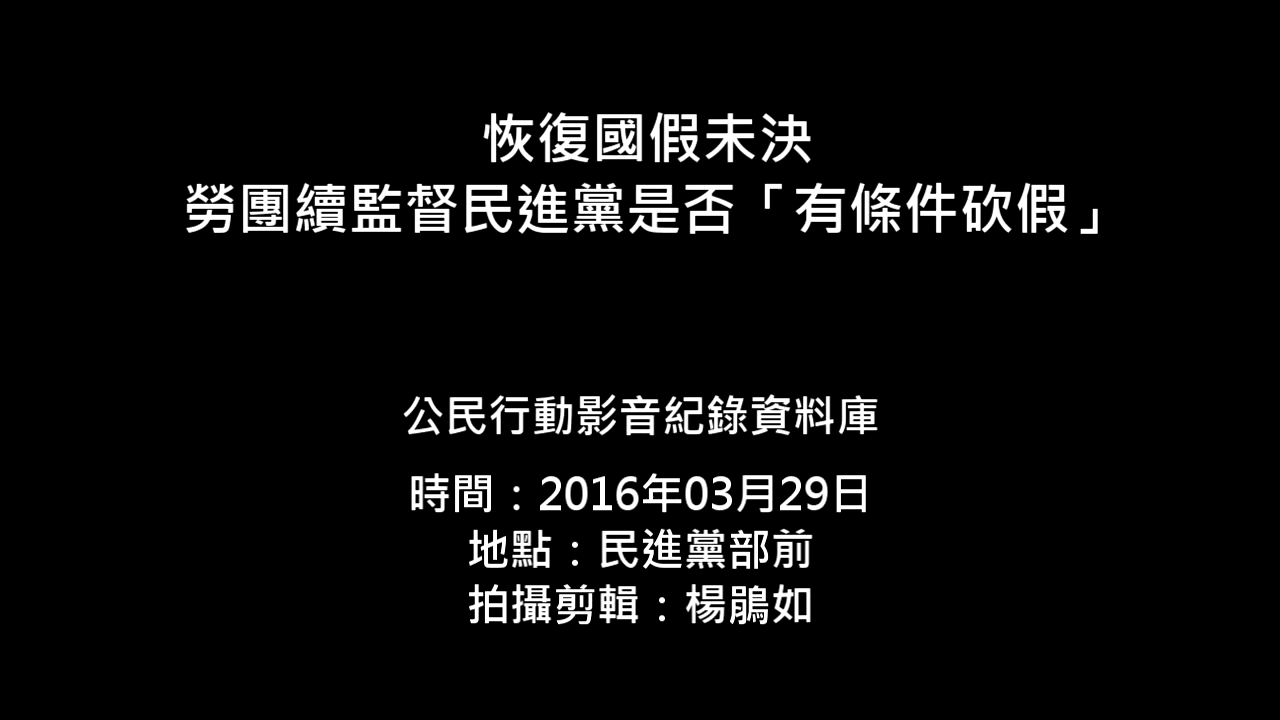 恢復國假未決
勞團續監督民進黨是否「有條件砍假」
公民行動影音紀錄資料庫
時間：2016年03月29日
地點：民進黨部前
拍攝剪輯：楊鵑如